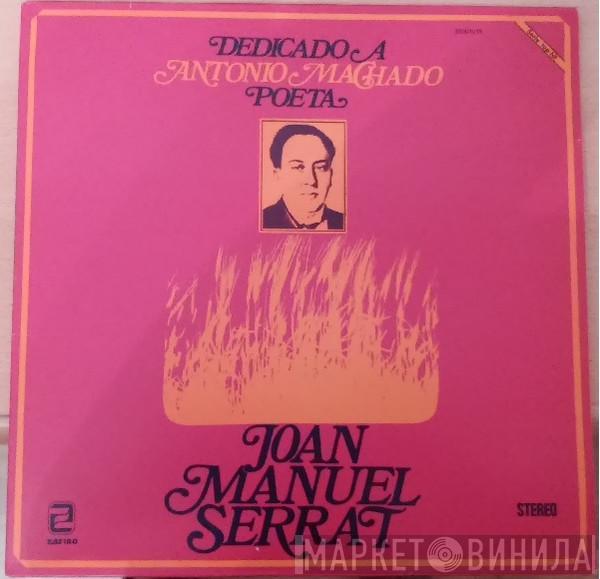 DEDICADO A
ANTONIO MACHADO
POETA
JOAN
MANUEL
SERRAT
ZAFIRO
STEREO
МАРКЕТ ВИНИЛА